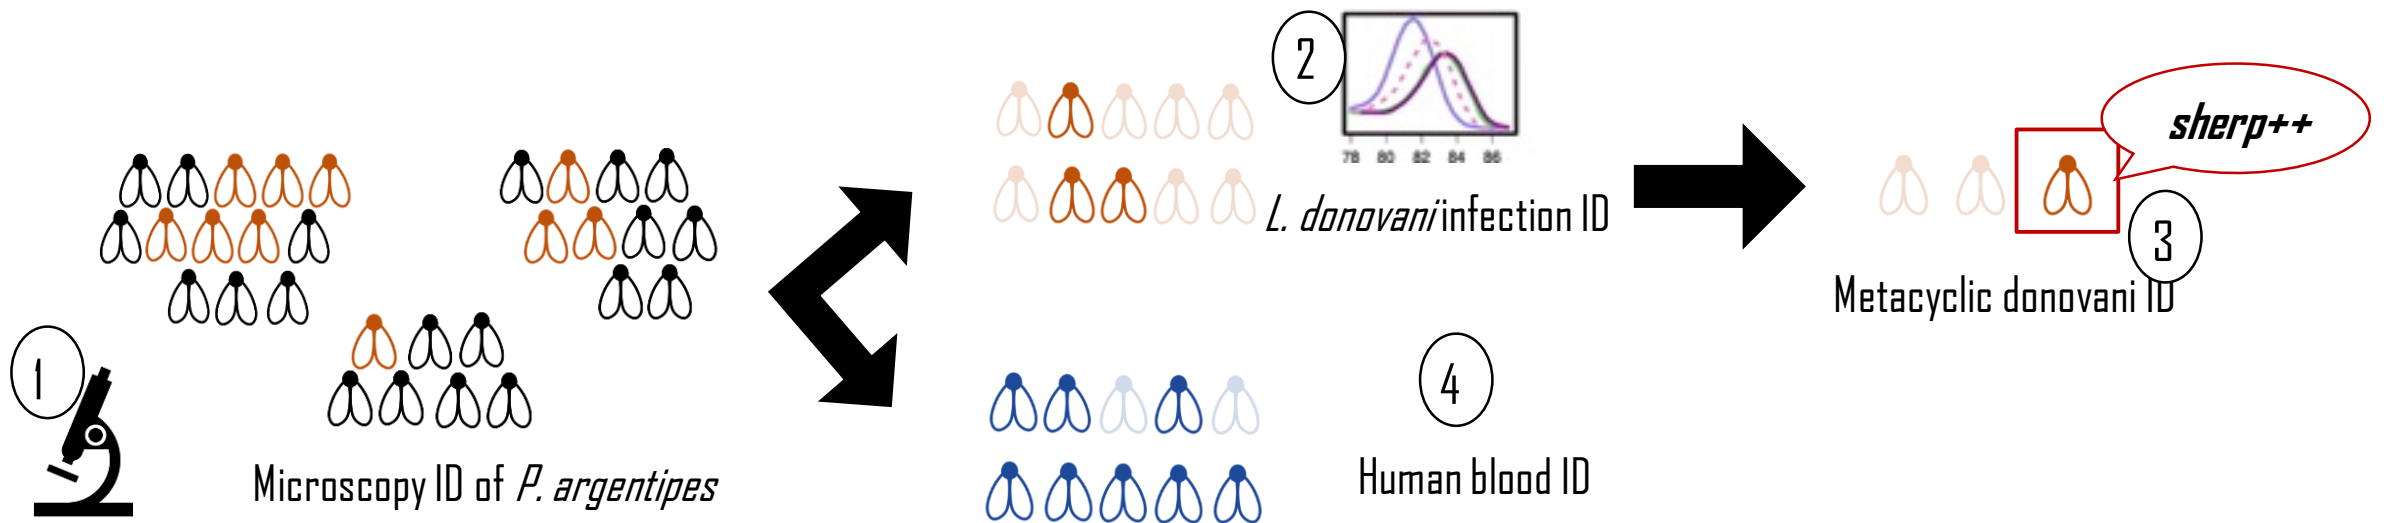 1
Microscopy ID of P. argentipes
2
78 80 82 84 86
L. donovani infection ID
sherp++
3
Metacyclic donovani ID
4
Human blood ID